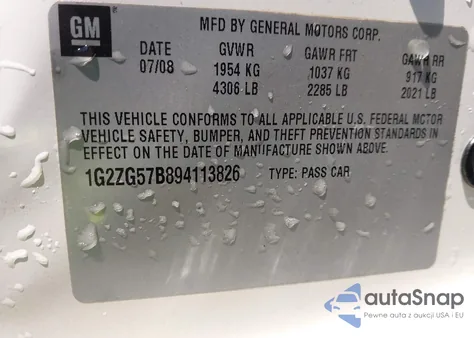 GM
MFD BY GENERAL MOTORS CORP.
DATE GVWR GAWR FRT GAWR RR
07/08 1954 KG 1037 KG 917 KG
4306 LB 2285 LB 2021 LB
THIS VEHICLE CONFORMS TO ALL APPLICABLE U.S. FEDERAL MOTOR
VEHICLE SAFETY, BUMPER, AND THEFT PREVENTION STANDARDS IN
EFFECT ON THE DATE OF MANUFACTURE SHOWN ABOVE.
1G2ZG57B894113826 TYPE: PASS CAR
autaSnap
Pewne auta z aukcji USA i EU